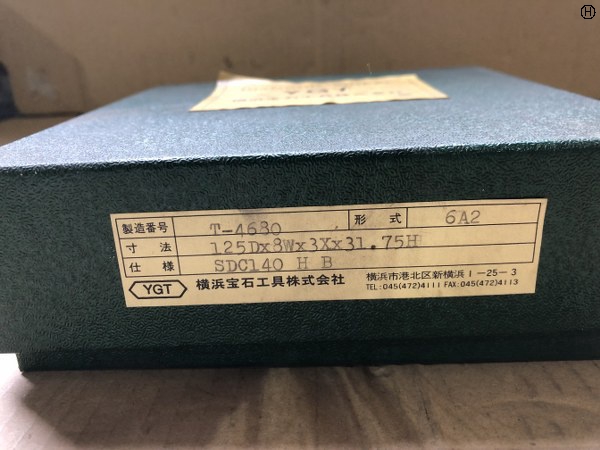 H
YGT
製造番号 T-4680 形式 6A2
寸法 125Dx8Wx3Xx31.75H
仕様 SDC140 H B
YGT 横浜宝石工具株式会社 横浜市港北区新横浜1-25-3
TEL:045(472)4111 FAX:045(472)4113